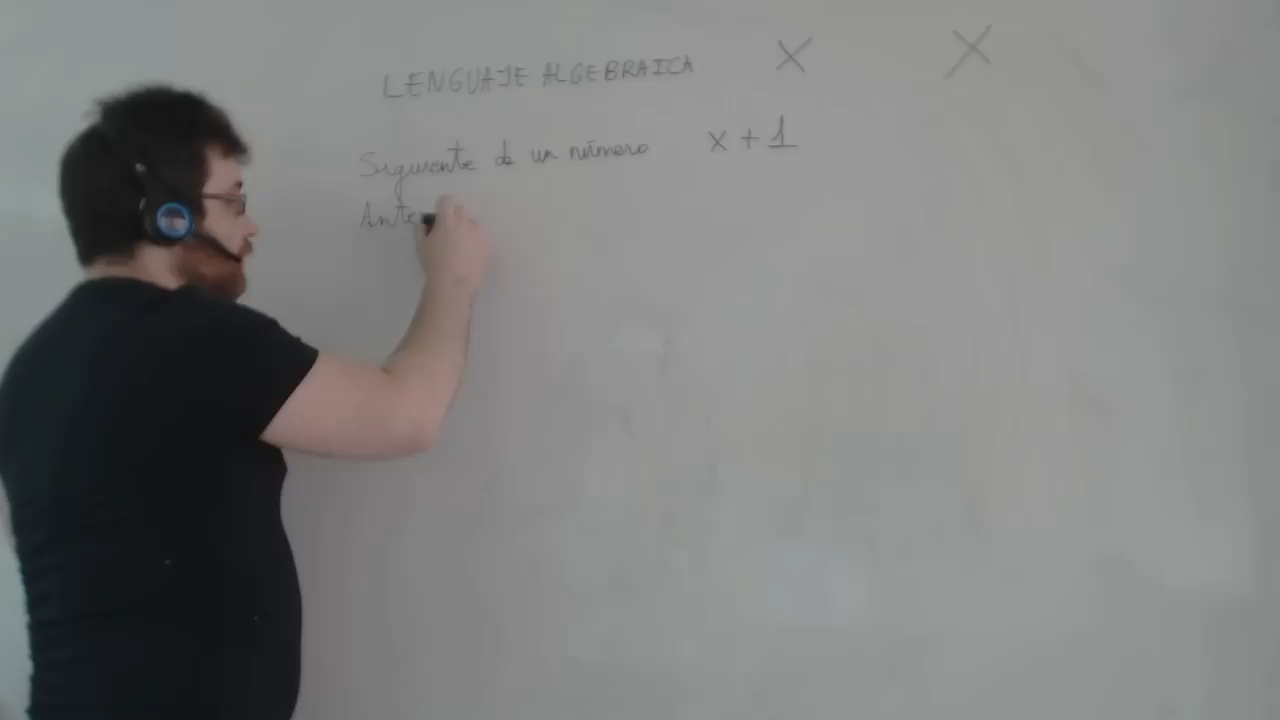 LENGUAJE ALGEBRAICA X X
Siguiente de un número x + 1
Ante